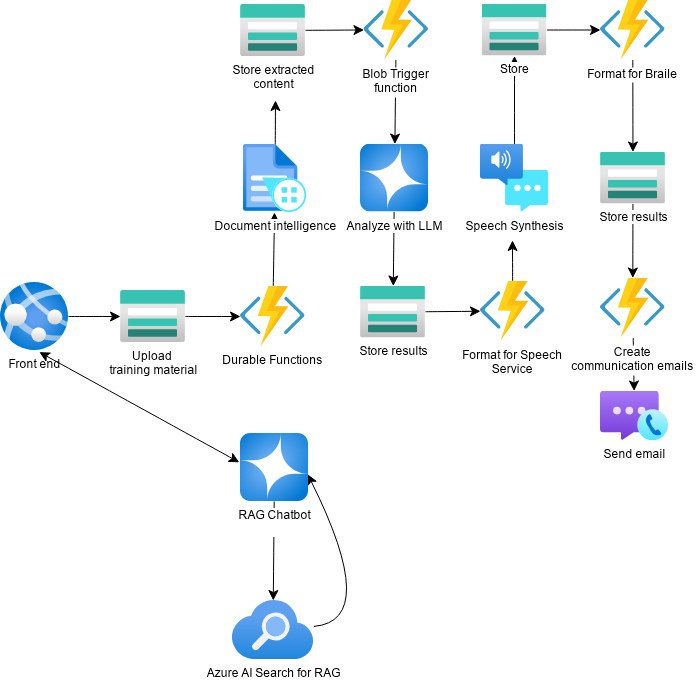 Store extracted
content
Blob Trigger
function
Store
Format for Braile
Document intelligence
Analyze with LLM
Speech Synthesis
Store results
Front end
Upload
training material
Durable Functions
Store results
Format for Speech
Service
Create
communication emails
Send email
RAG Chatbot
Azure AI Search for RAG